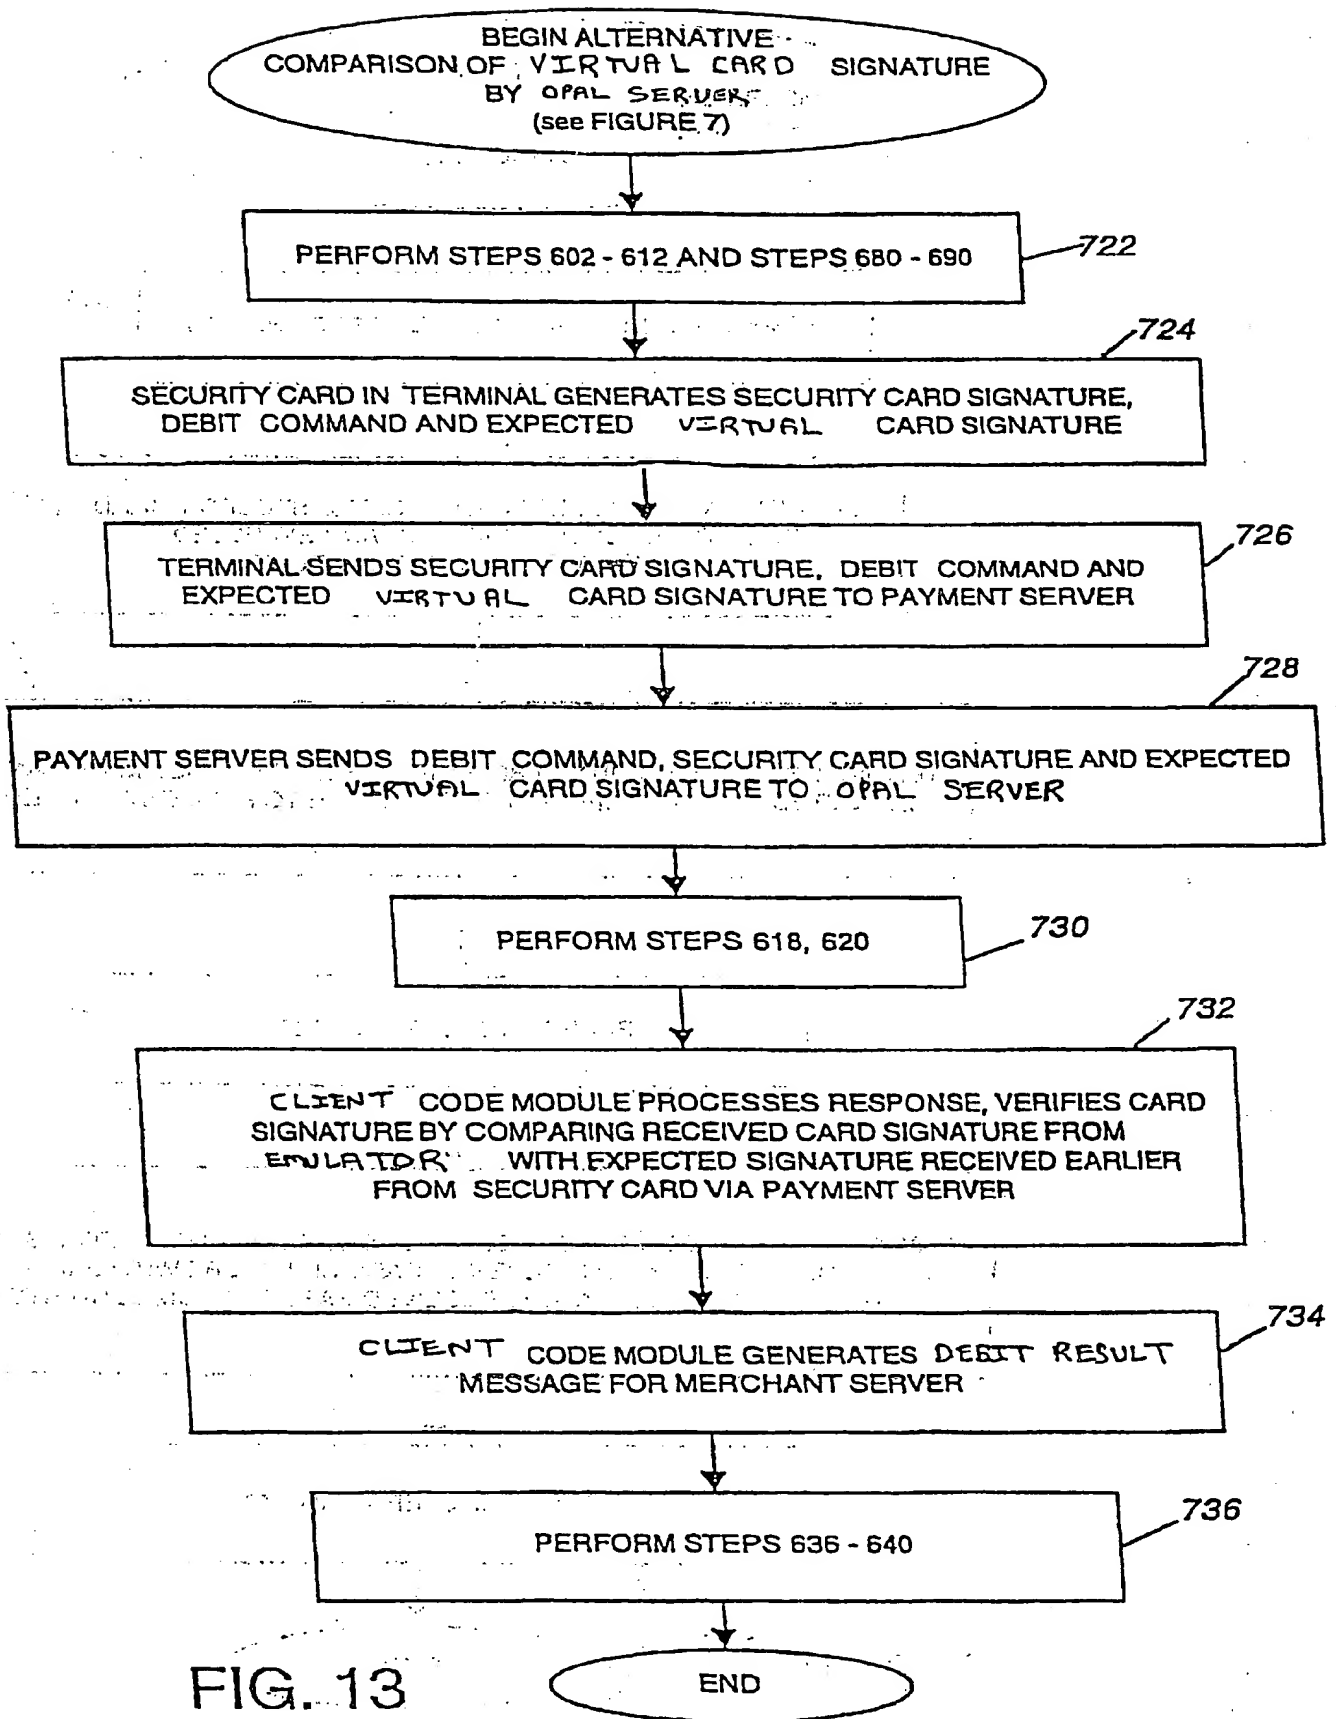 BEGIN ALTERNATIVE
COMPARISON OF VIRTUAL CARD SIGNATURE
BY OPAL SERVER
(see FIGURE 7)
PERFORM STEPS 602 - 612 AND STEPS 680 - 690
722
724
SECURITY CARD IN TERMINAL GENERATES SECURITY CARD SIGNATURE,
DEBIT COMMAND AND EXPECTED VIRTUAL CARD SIGNATURE
726
TERMINAL SENDS SECURITY CARD SIGNATURE, DEBIT COMMAND AND
EXPECTED VIRTUAL CARD SIGNATURE TO PAYMENT SERVER
728
PAYMENT SERVER SENDS DEBIT COMMAND, SECURITY CARD SIGNATURE AND EXPECTED
VIRTUAL CARD SIGNATURE TO OPAL SERVER
PERFORM STEPS 618, 620
730
732
CLIENT CODE MODULE PROCESSES RESPONSE, VERIFIES CARD
SIGNATURE BY COMPARING RECEIVED CARD SIGNATURE FROM
EMULATOR WITH EXPECTED SIGNATURE RECEIVED EARLIER
FROM SECURITY CARD VIA PAYMENT SERVER
734
CLIENT CODE MODULE GENERATES DEBIT RESULT
MESSAGE FOR MERCHANT SERVER
736
PERFORM STEPS 636 - 640
END
FIG. 13